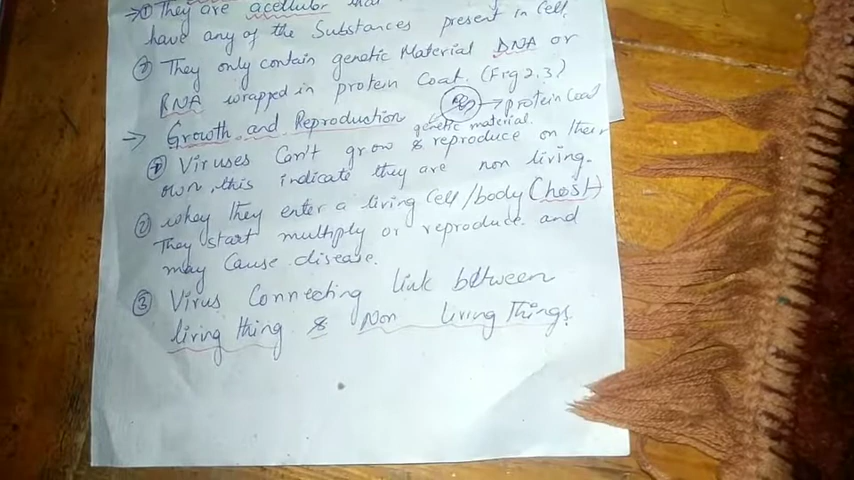 →① They are acellular
have any of the Substances present in Cell.
② They only contain genetic Material DNA or
RNA wrapped in protein Coat. (Fig 2.3)
→ protein Coat
genetic material.
→ Growth and Reproduction
① Viruses Can't grow & reproduce on their
own, this indicate they are non living.
② whey They enter a living Cell/body (host)
They start multiply or reproduce and
may Cause disease.
③ Virus Connecting link between
living thing & Non Living Things.